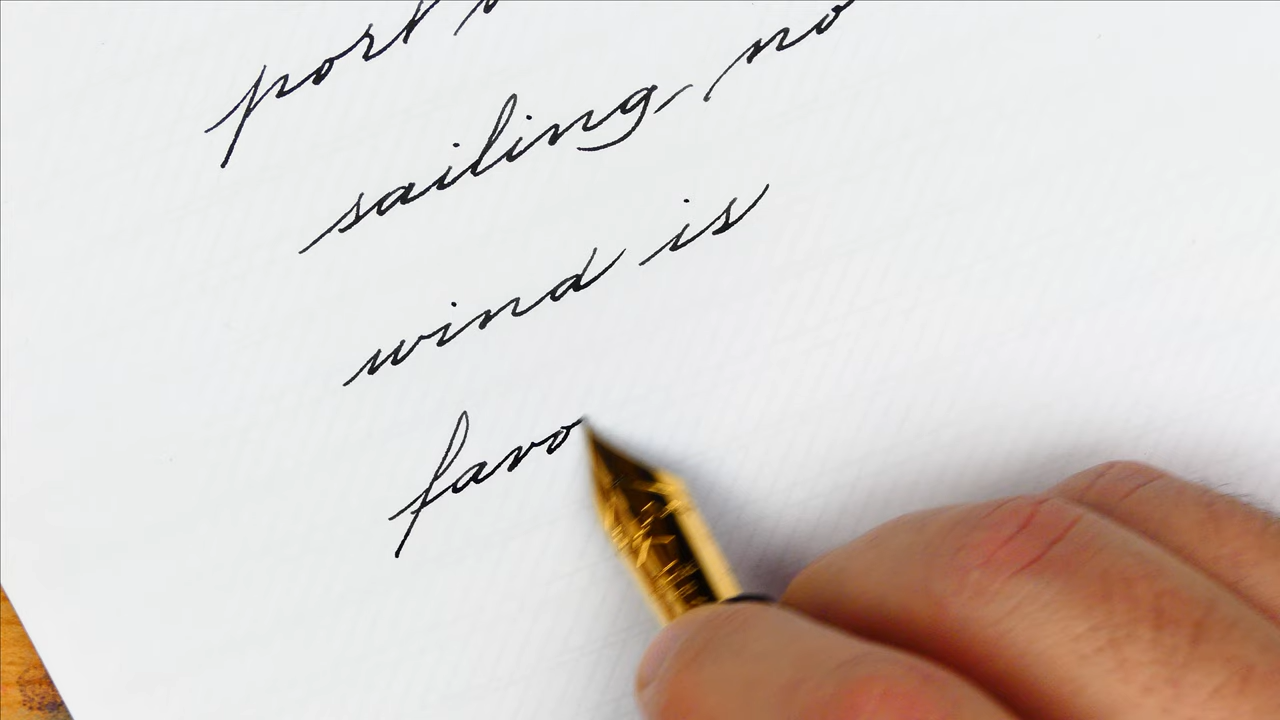 port
sailing, no
wind is
favo